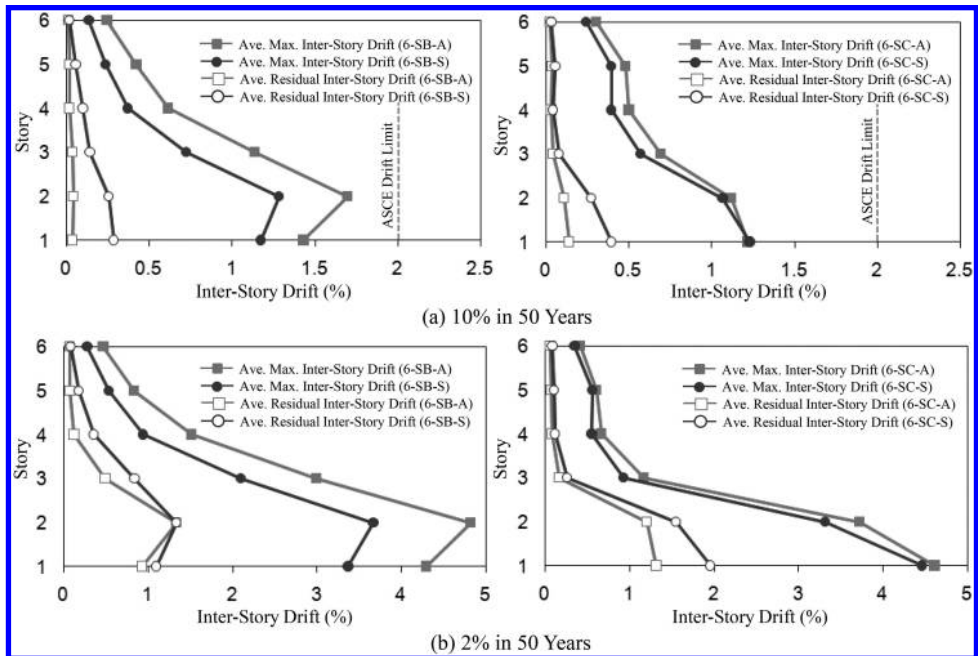 6
5
4
3
2
1
Story
Ave. Max. Inter-Story Drift (6-SB-A)
Ave. Max. Inter-Story Drift (6-SB-S)
Ave. Residual Inter-Story Drift (6-SB-A)
Ave. Residual Inter-Story Drift (6-SB-S)
ASCE Drift Limit
0 0.5 1 1.5 2 2.5
Inter-Story Drift (%)
6
5
4
3
2
1
Story
Ave. Max. Inter-Story Drift (6-SC-A)
Ave. Max. Inter-Story Drift (6-SC-S)
Ave. Residual Inter-Story Drift (6-SC-A)
Ave. Residual Inter-Story Drift (6-SC-S)
ASCE Drift Limit
0 0.5 1 1.5 2 2.5
Inter-Story Drift (%)
(a) 10% in 50 Years
6
5
4
3
2
1
Story
Ave. Max. Inter-Story Drift (6-SB-A)
Ave. Max. Inter-Story Drift (6-SB-S)
Ave. Residual Inter-Story Drift (6-SB-A)
Ave. Residual Inter-Story Drift (6-SB-S)
0 1 2 3 4 5
Inter-Story Drift (%)
6
5
4
3
2
1
Story
Ave. Max. Inter-Story Drift (6-SC-A)
Ave. Max. Inter-Story Drift (6-SC-S)
Ave. Residual Inter-Story Drift (6-SC-A)
Ave. Residual Inter-Story Drift (6-SC-S)
0 1 2 3 4 5
Inter-Story Drift (%)
(b) 2% in 50 Years